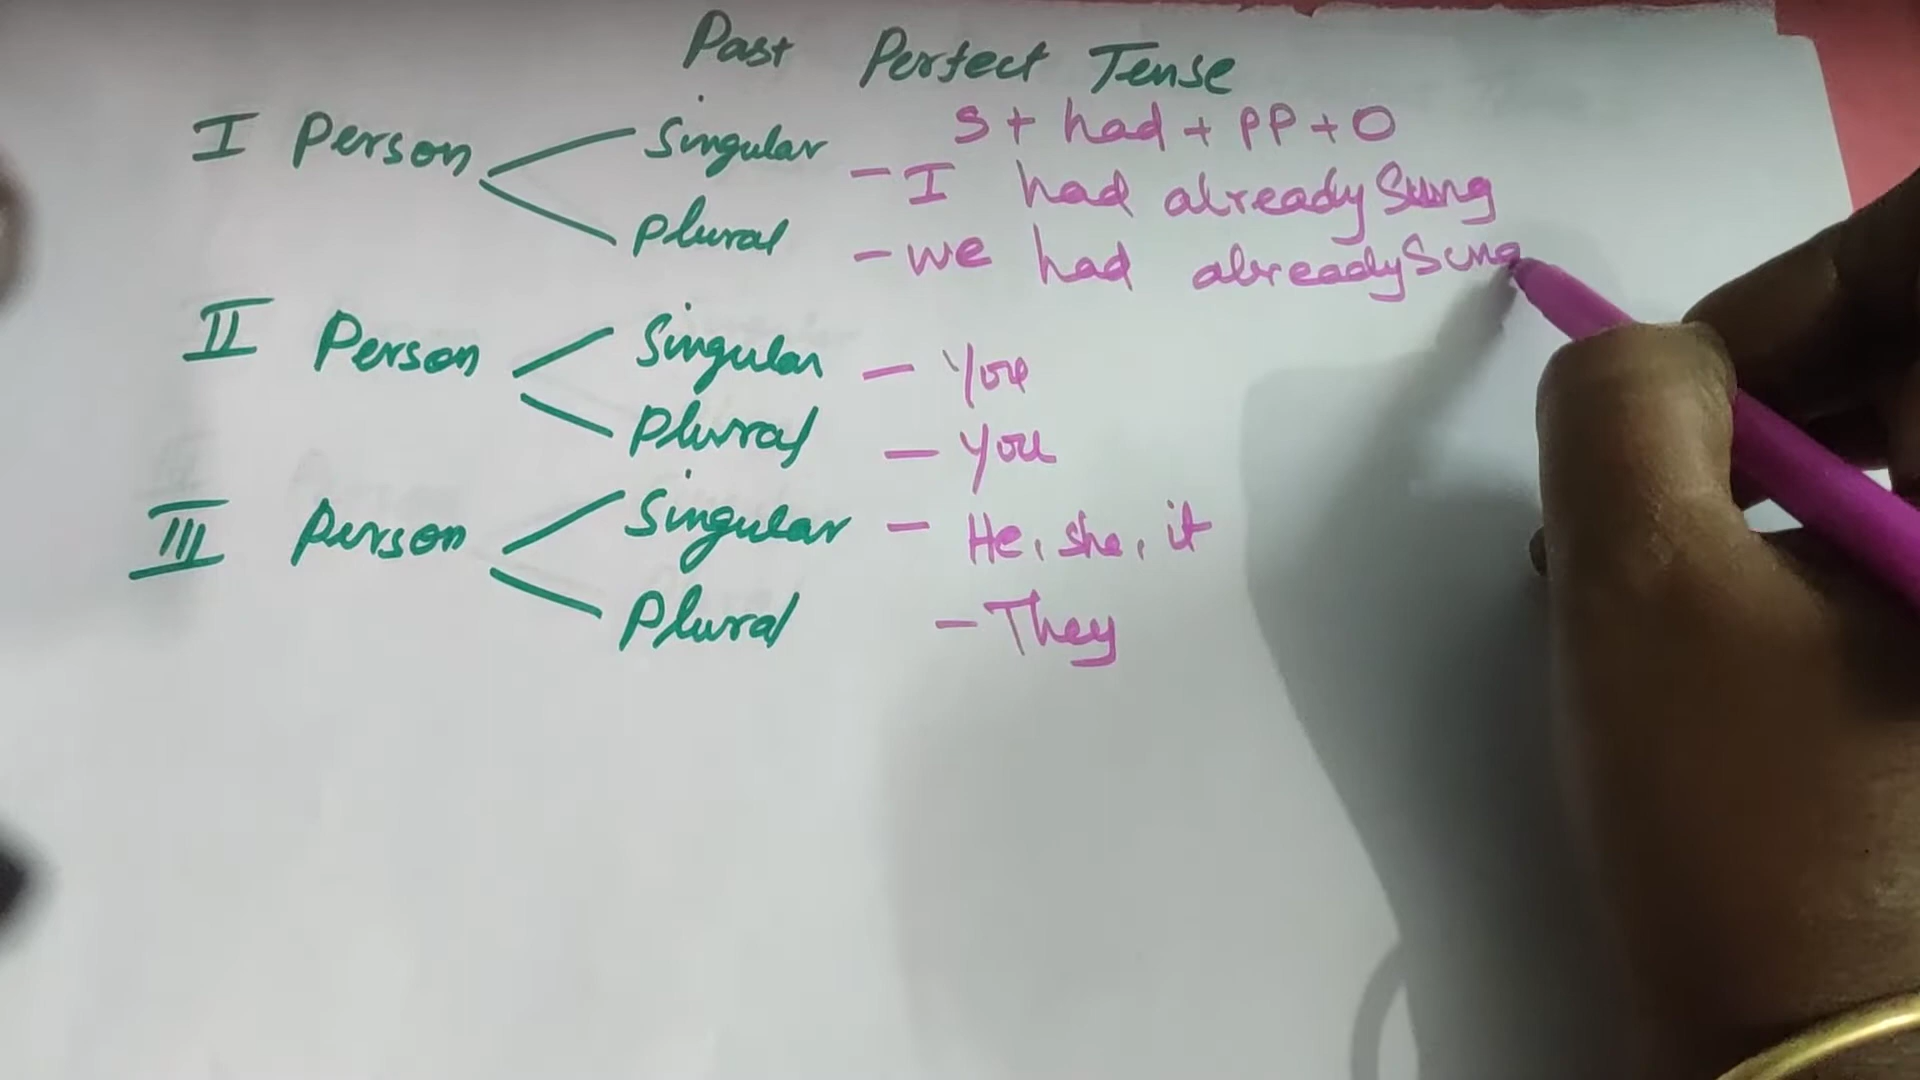 Past Perfect Tense
S + had + PP + O
I Person
Singular - I had already Sung
Plural - we had already Sung
II Person
Singular - You
Plural - You
III Person
Singular - He, she, it
Plural - They